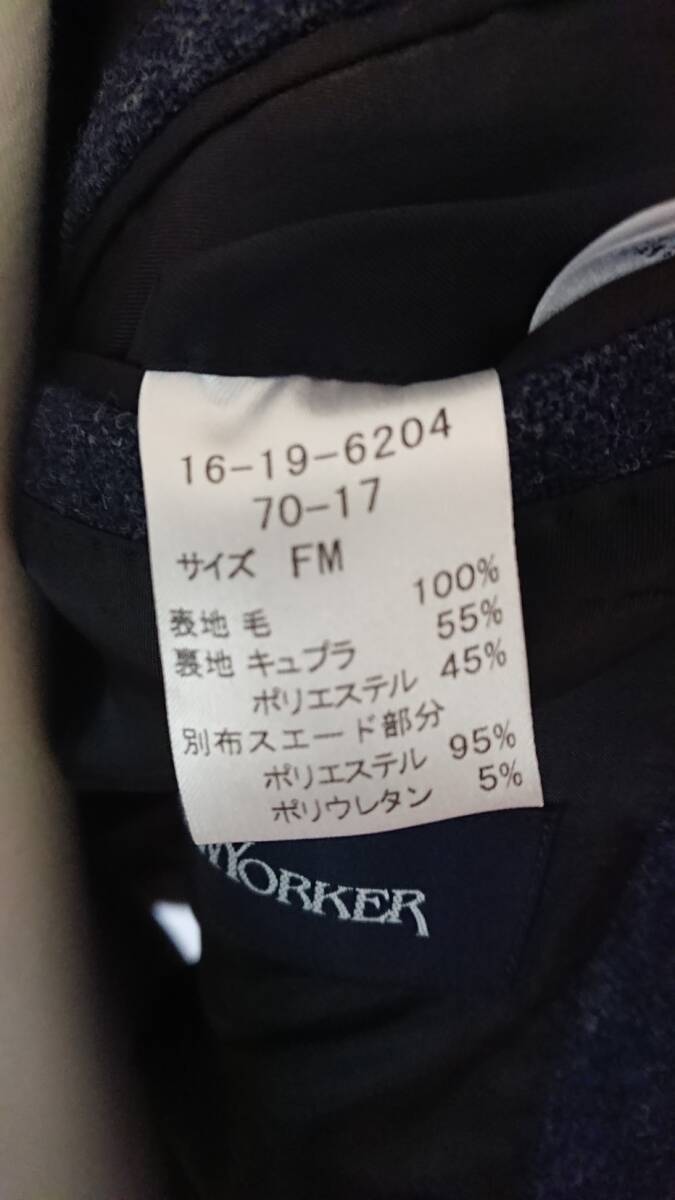 16-19-6204
70-17
サイズ FM
表地 毛 100%
裏地 キュプラ 55%
ポリエステル 45%
別布スエード部分
ポリエステル 95%
ポリウレタン 5%
YORKER